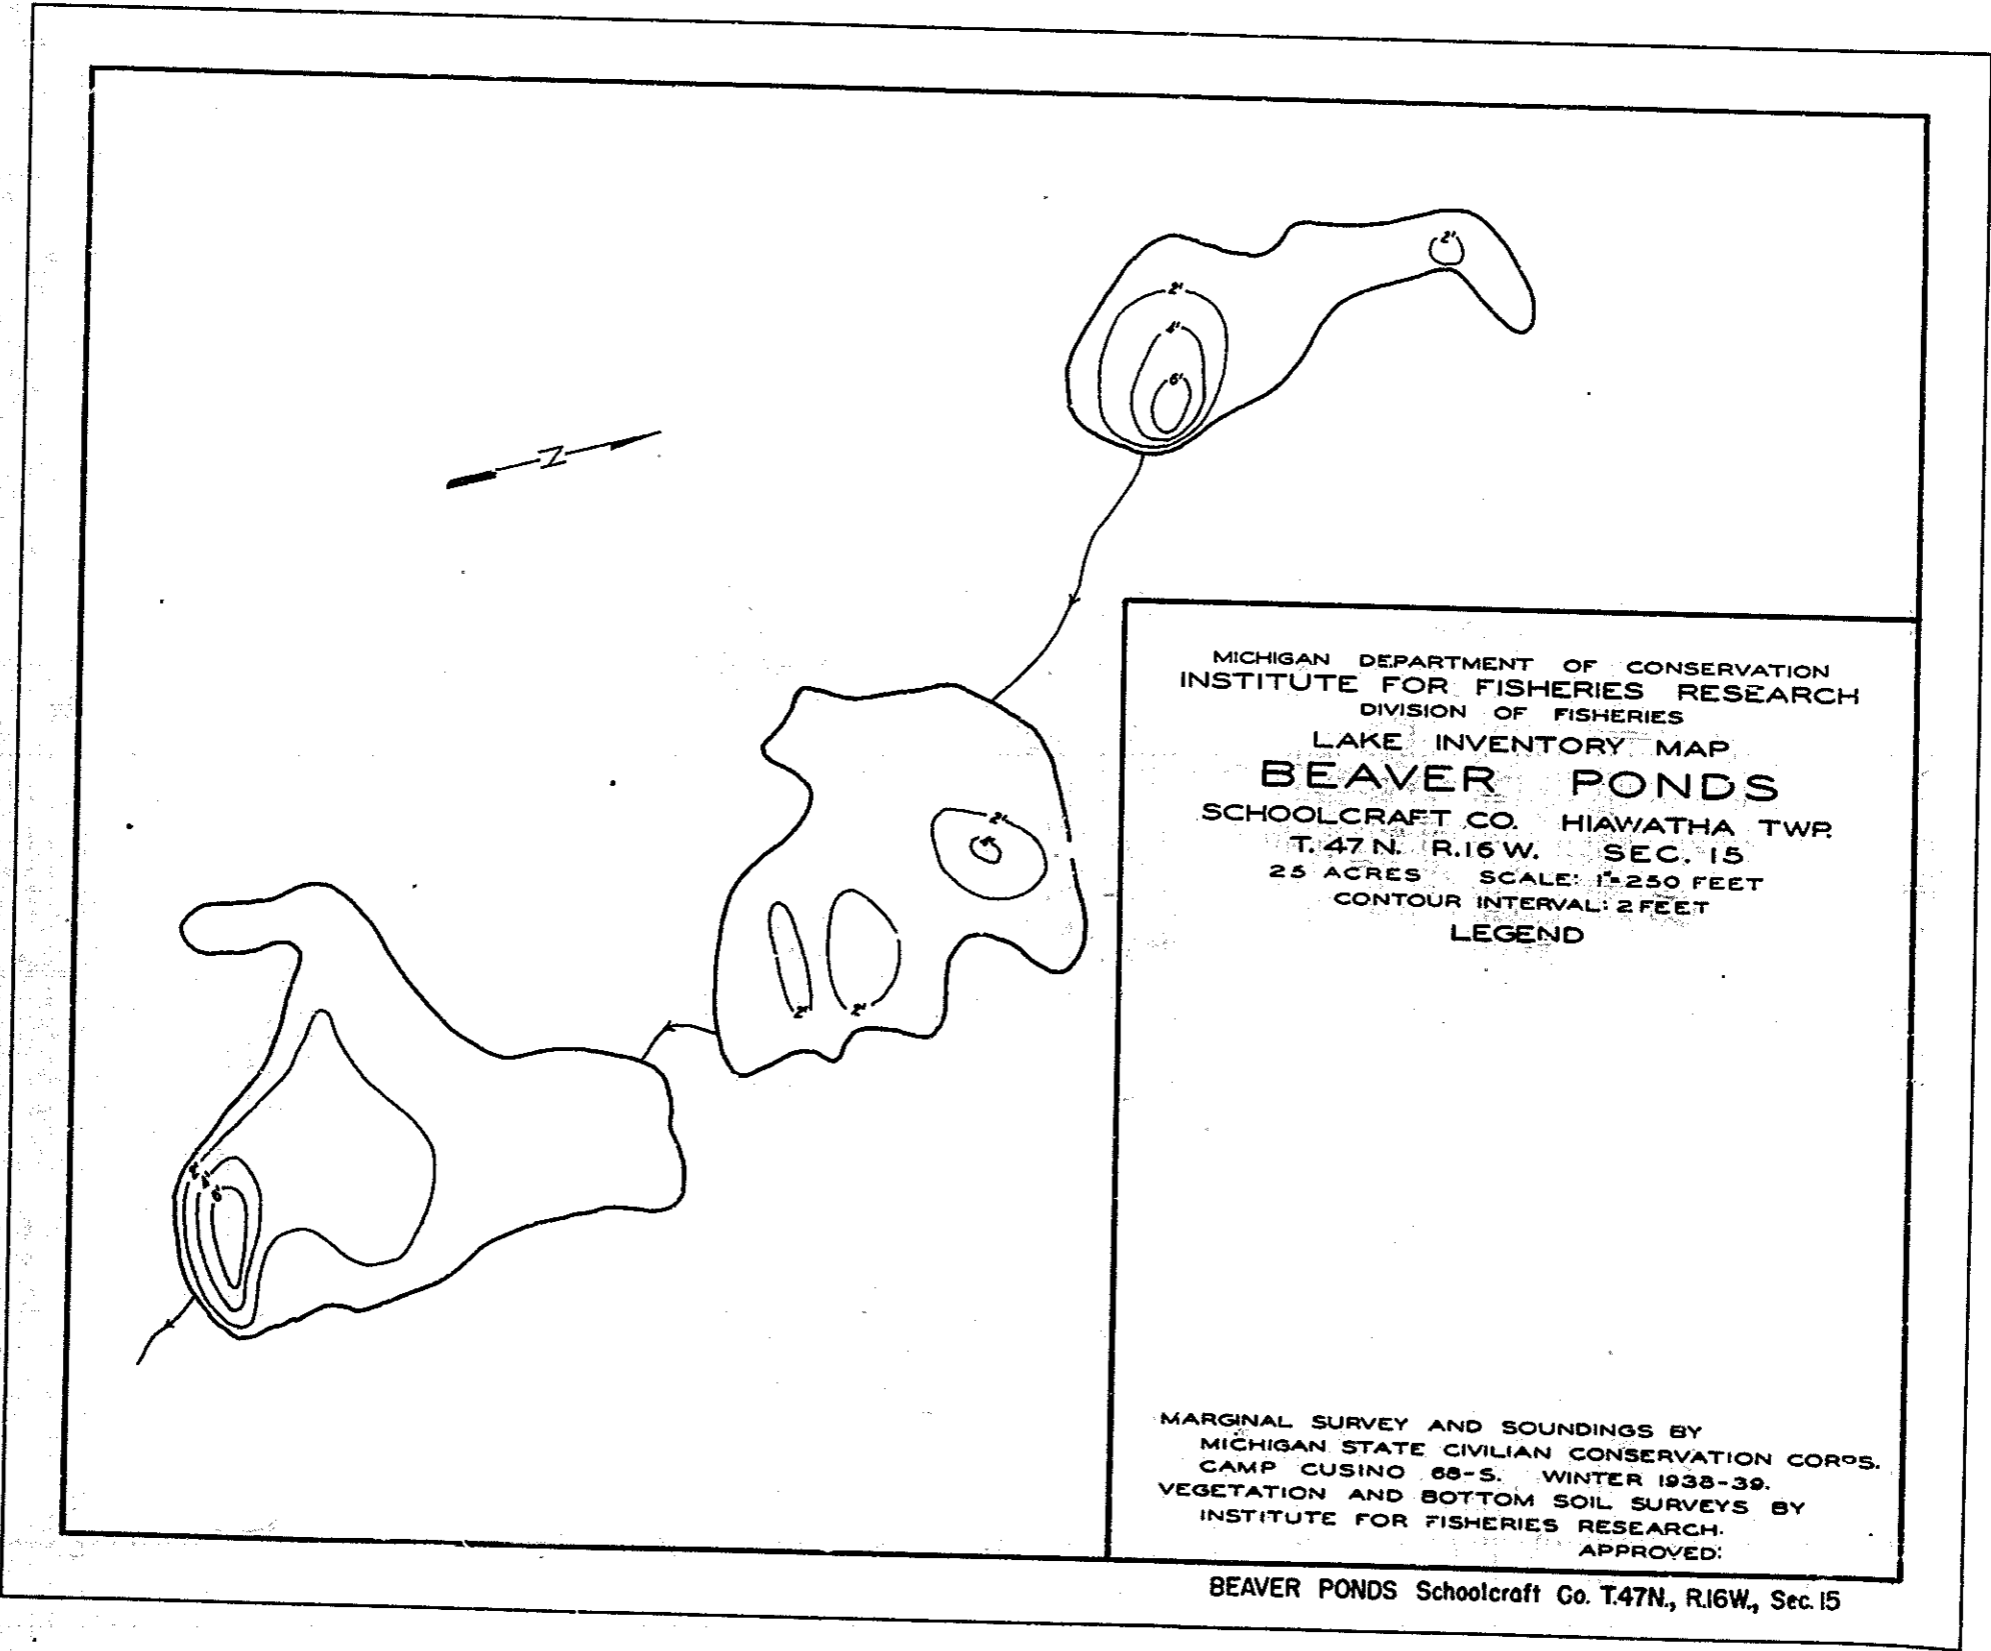 2'
2'
4'
6'
N
MICHIGAN DEPARTMENT OF CONSERVATION
INSTITUTE FOR FISHERIES RESEARCH
DIVISION OF FISHERIES
LAKE INVENTORY MAP
BEAVER PONDS
SCHOOLCRAFT CO. HIAWATHA TWP.
T. 47 N. R. 16 W. SEC. 15
25 ACRES SCALE: 1"=250 FEET
CONTOUR INTERVAL: 2 FEET
LEGEND
2'
4'
2'
2'
2'
4'
6'
MARGINAL SURVEY AND SOUNDINGS BY
MICHIGAN STATE CIVILIAN CONSERVATION CORPS.
CAMP CUSINO 68-S. WINTER 1938-39.
VEGETATION AND BOTTOM SOIL SURVEYS BY
INSTITUTE FOR FISHERIES RESEARCH.
APPROVED:
BEAVER PONDS Schoolcraft Co. T.47N., R.16W., Sec. 15